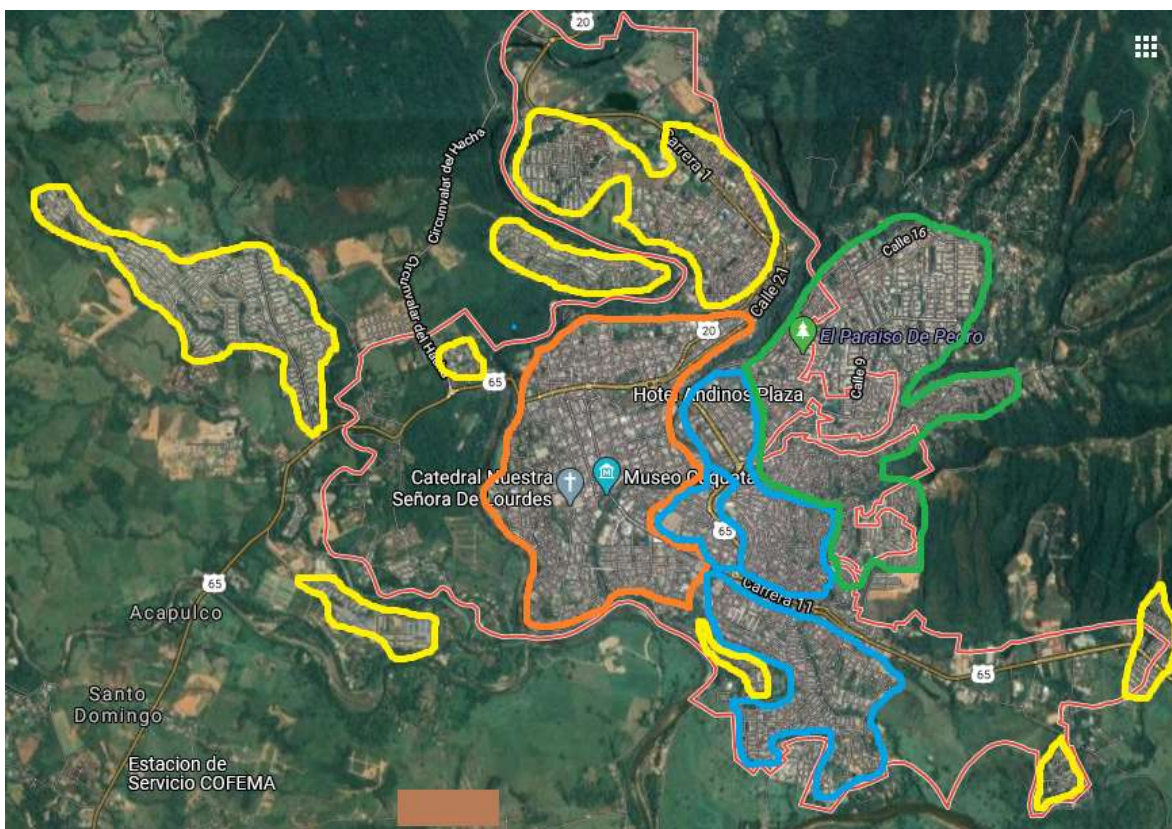 20
Carrera 1
Circunvalar del Hacha
Calle 16
Circunvalar del Hacha
Calle 21
20
El Paraiso De Pedro
Calle 9
65
Hotel Andinos Plaza
Catedral Nuestra
Señora De Lourdes
Museo Caquetá
65
65
Carrera 11
Acapulco
65
Santo
Domingo
Estacion de
Servicio COFEMA